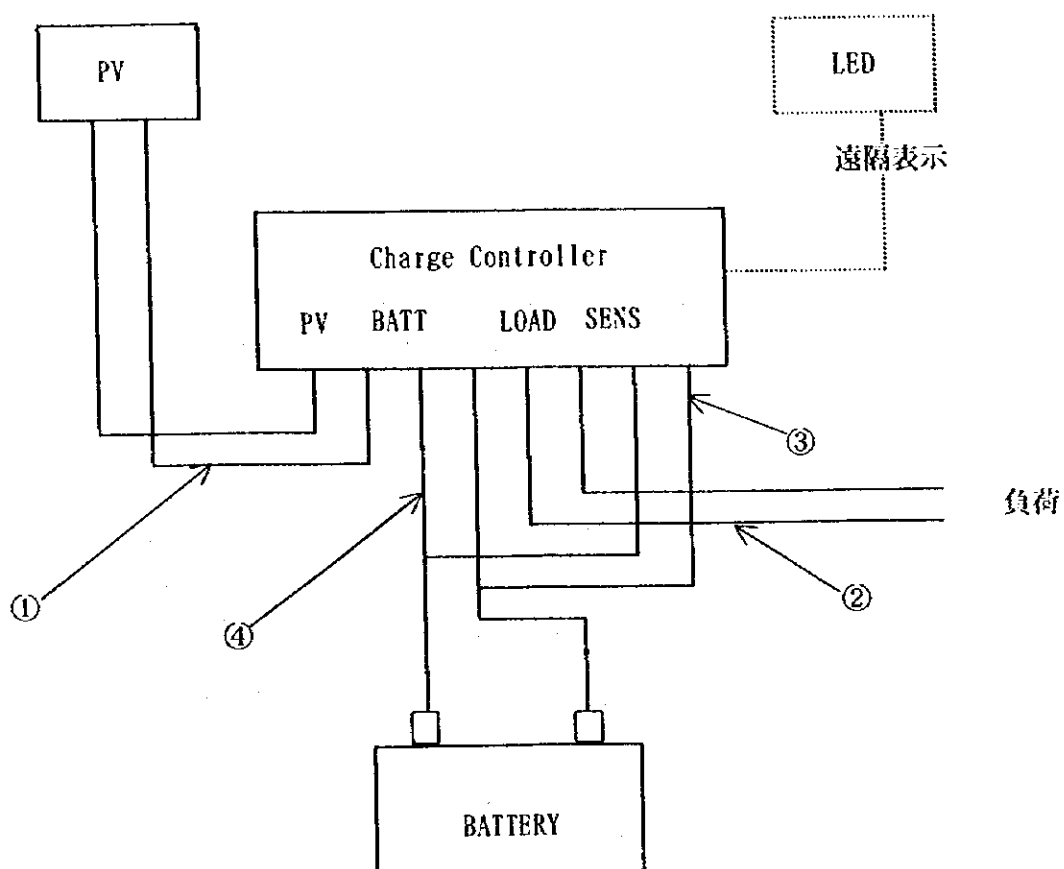 PV
LED
遠隔表示
Charge Controller
PV BATT LOAD SENS
③
負荷
①
②
④
BATTERY